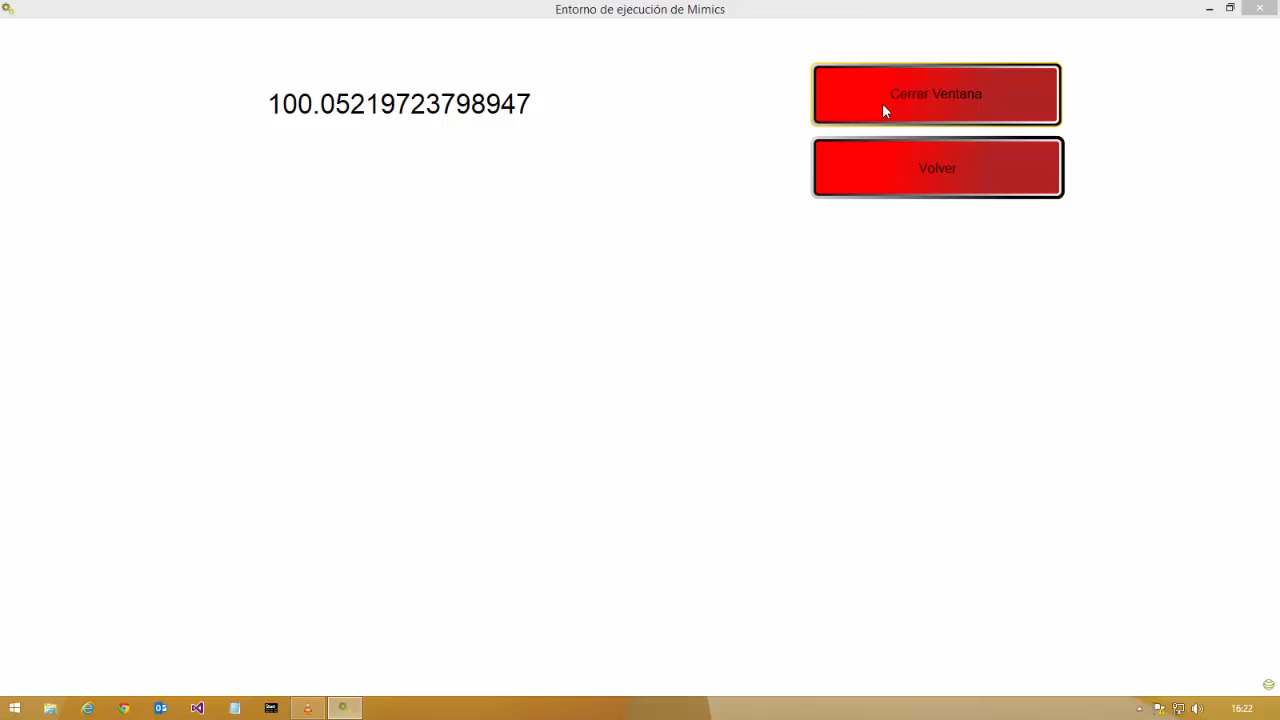 Entorno de ejecución de Mimics
100.05219723798947
Cerrar Ventana
Volver
16:22